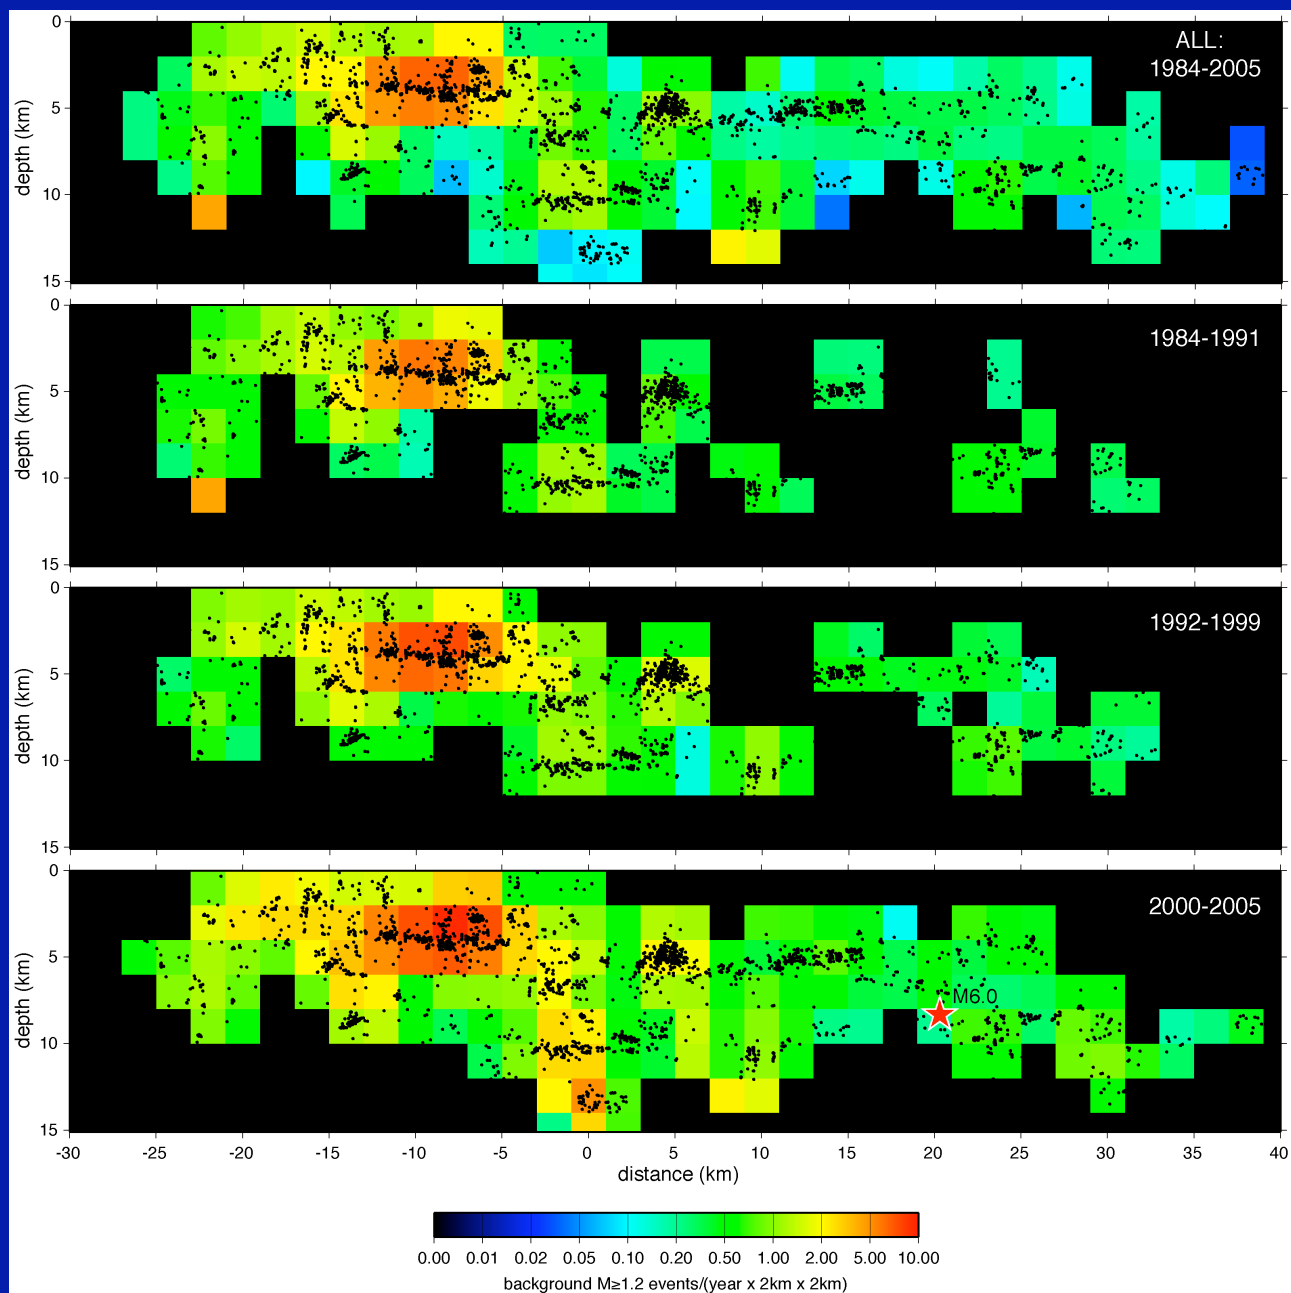 0
5
10
15
depth (km)
ALL:
1984-2005
0
5
10
15
depth (km)
1984-1991
0
5
10
15
depth (km)
1992-1999
0
5
10
15
depth (km)
2000-2005
M6.0
-30 -25 -20 -15 -10 -5 0 5 10 15 20 25 30 35 40
distance (km)
0.00 0.01 0.02 0.05 0.10 0.20 0.50 1.00 2.00 5.00 10.00
background M≥1.2 events/(year x 2km x 2km)